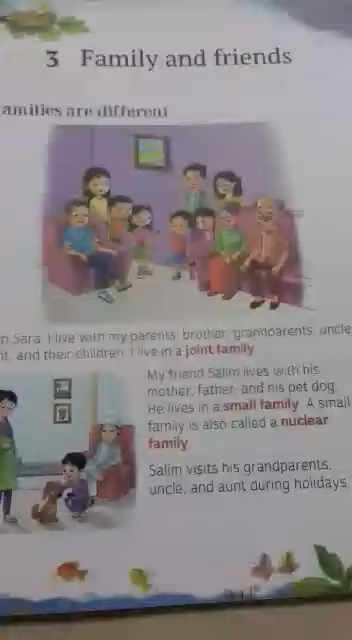 3 Family and friends
amilies are different
Sara. I live with my parents, brother, grandparents, uncle
and their children. I live in a joint family
My friend Salim lives with his
mother, father, and his pet dog.
He lives in a small family. A small
family is also called a nuclear
family
Salim visits his grandparents,
uncle, and aunt during holidays.